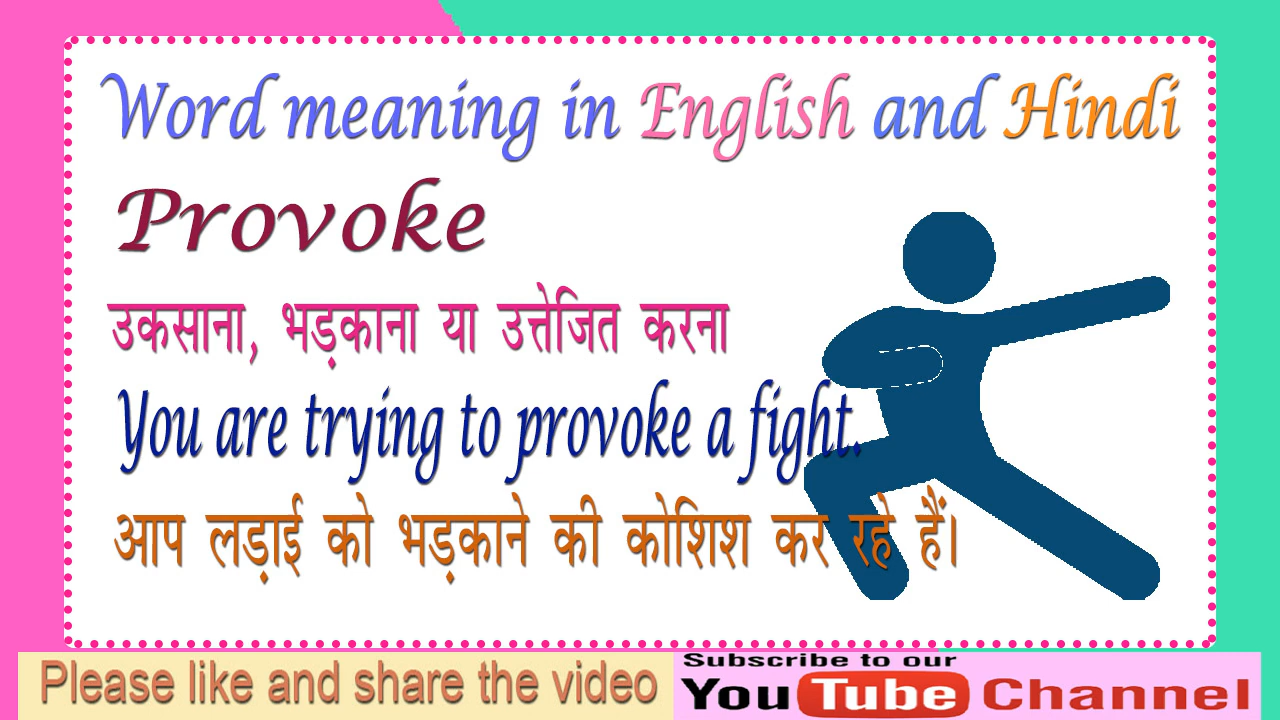 Word meaning in English and Hindi
Provoke
उकसाना, भड़काना या उत्तेजित करना
You are trying to provoke a fight.
आप लड़ाई को भड़काने की कोशिश कर रहे हैं।
Please like and share the video
Subscribe to our
YouTube Channel